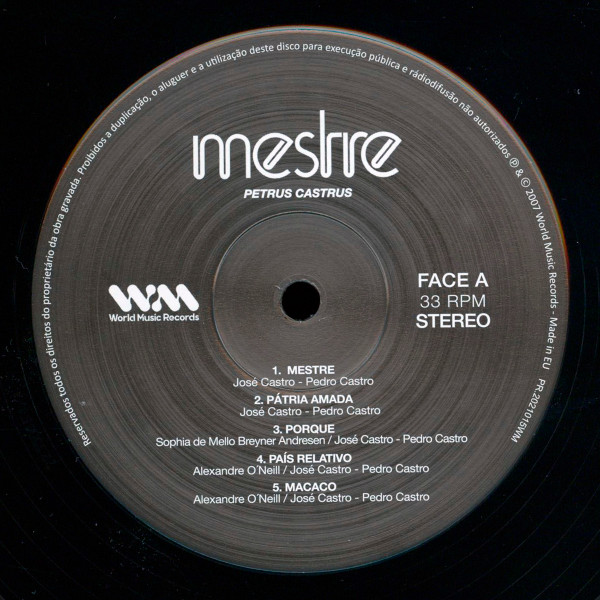 Reservados todos os direitos do proprietário da obra gravada. Proibidos a duplicação, o aluguer e a utilização deste disco para execução pública e rádiodifusão não autorizados ℗ & © 2007 World Music Records - Made in EU PR-202101SWM
mestre
PETRUS CASTRUS
WM
World Music Records
FACE A
33 RPM
STEREO
1. MESTRE
José Castro - Pedro Castro
2. PÁTRIA AMADA
José Castro - Pedro Castro
3. PORQUE
Sophia de Mello Breyner Andresen / José Castro - Pedro Castro
4. PAÍS RELATIVO
Alexandre O´Neill / José Castro - Pedro Castro
5. MACACO
Alexandre O´Neill / José Castro - Pedro Castro